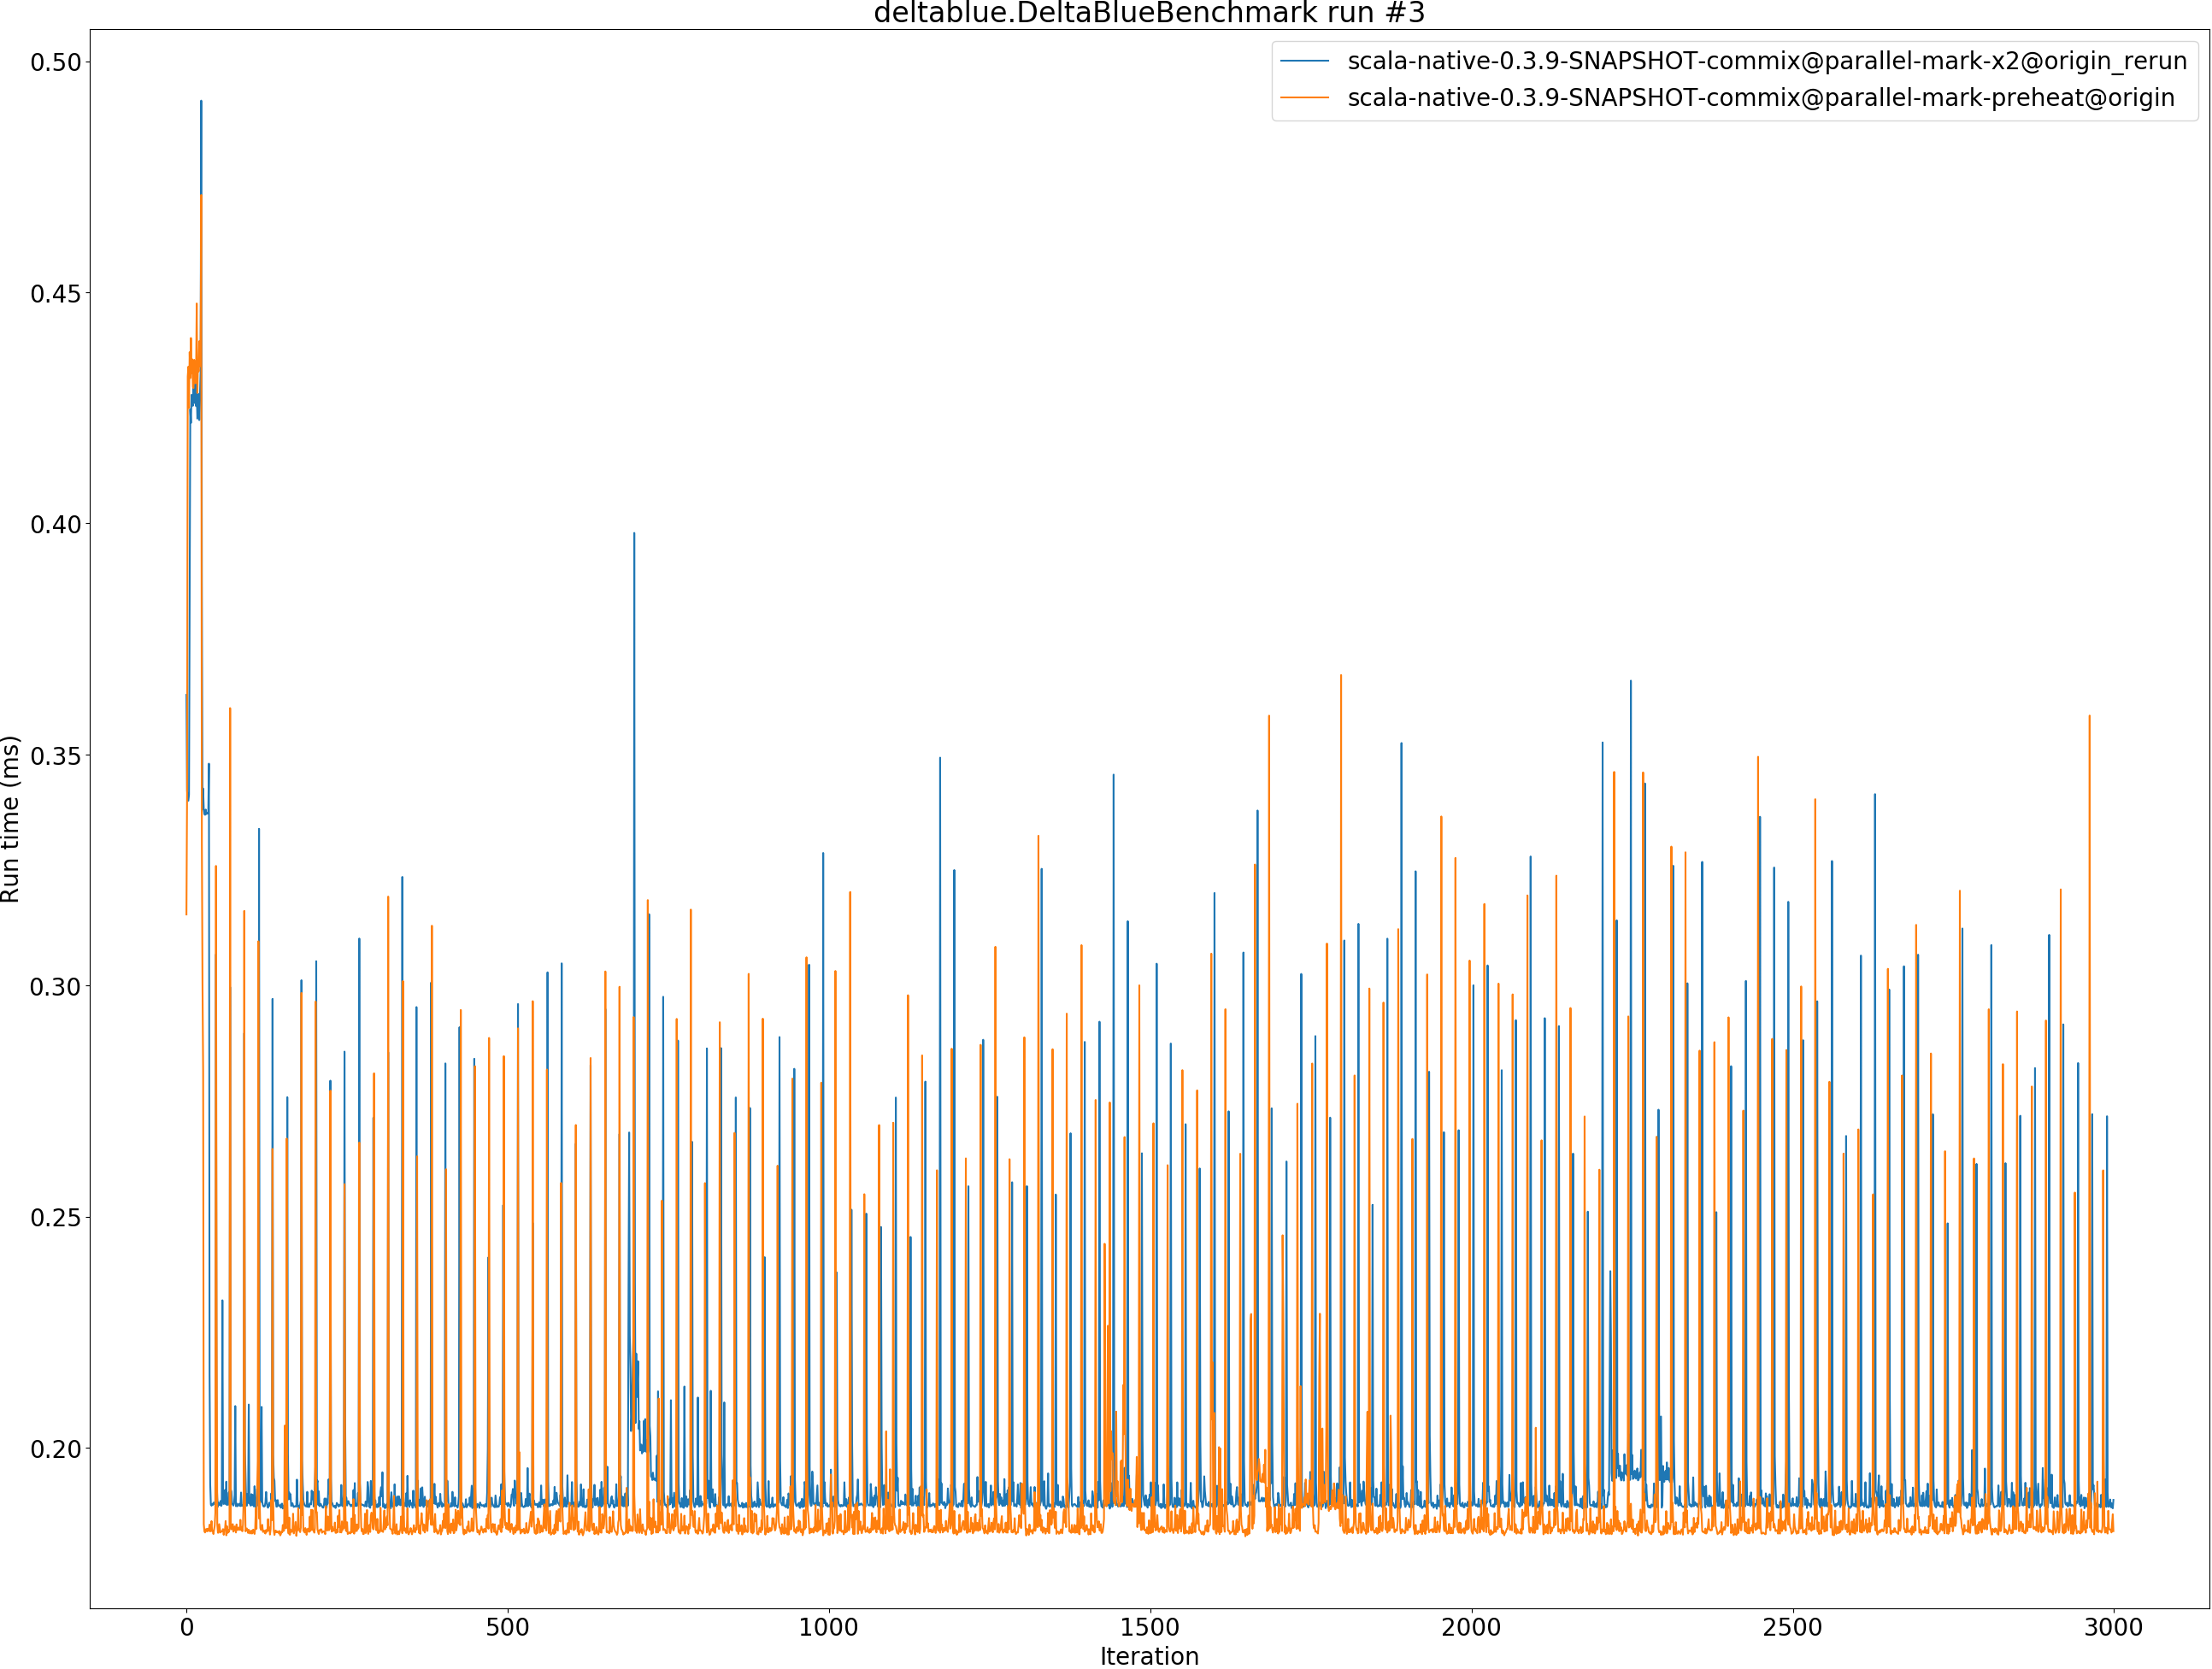 deltablue.DeltaBlueBenchmark run #3
scala-native-0.3.9-SNAPSHOT-commix@parallel-mark-x2@origin_rerun
scala-native-0.3.9-SNAPSHOT-commix@parallel-mark-preheat@origin
0.50
0.45
0.40
0.35
0.30
0.25
0.20
Run time (ms)
0 500 1000 1500 2000 2500 3000
Iteration